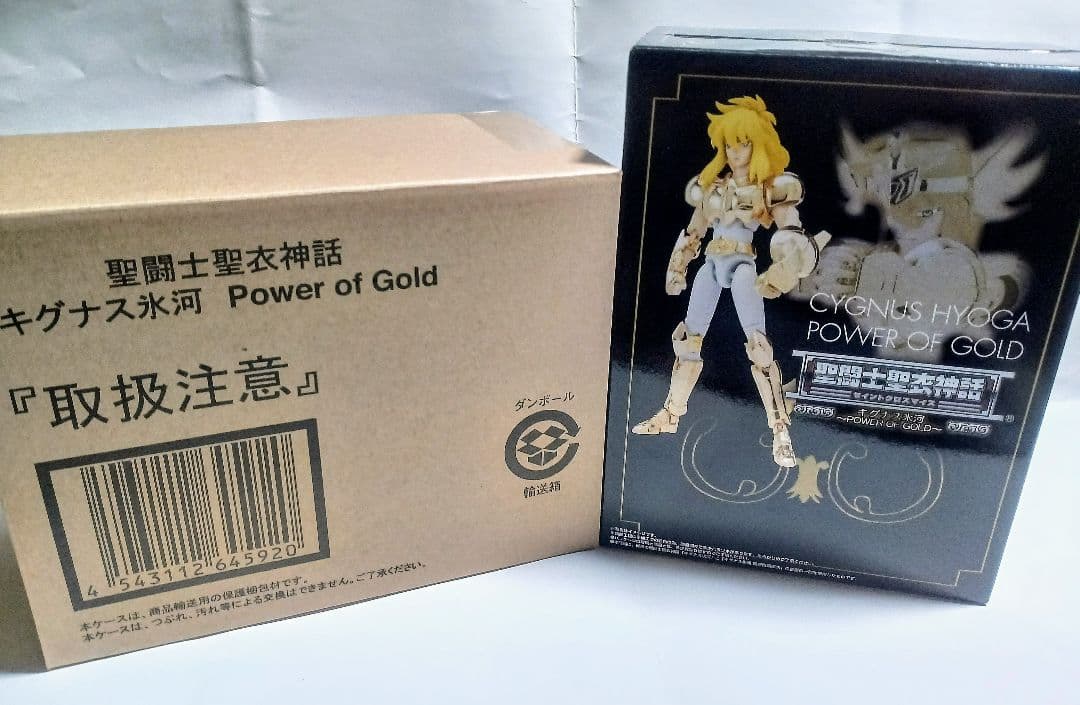 聖闘士聖衣神話
キグナス氷河 Power of Gold
『取扱注意』
4 543112 645920
本ケースは、商品輸送用の保護梱包材です。
本ケースは、つぶれ、汚れ等による交換はできません。ご了承ください。
ダンボール
輸送箱
CYGNUS HYOGA
POWER OF GOLD
聖闘士聖衣神話
セイントクロスマイス
キグナス氷河
〜POWER OF GOLD〜